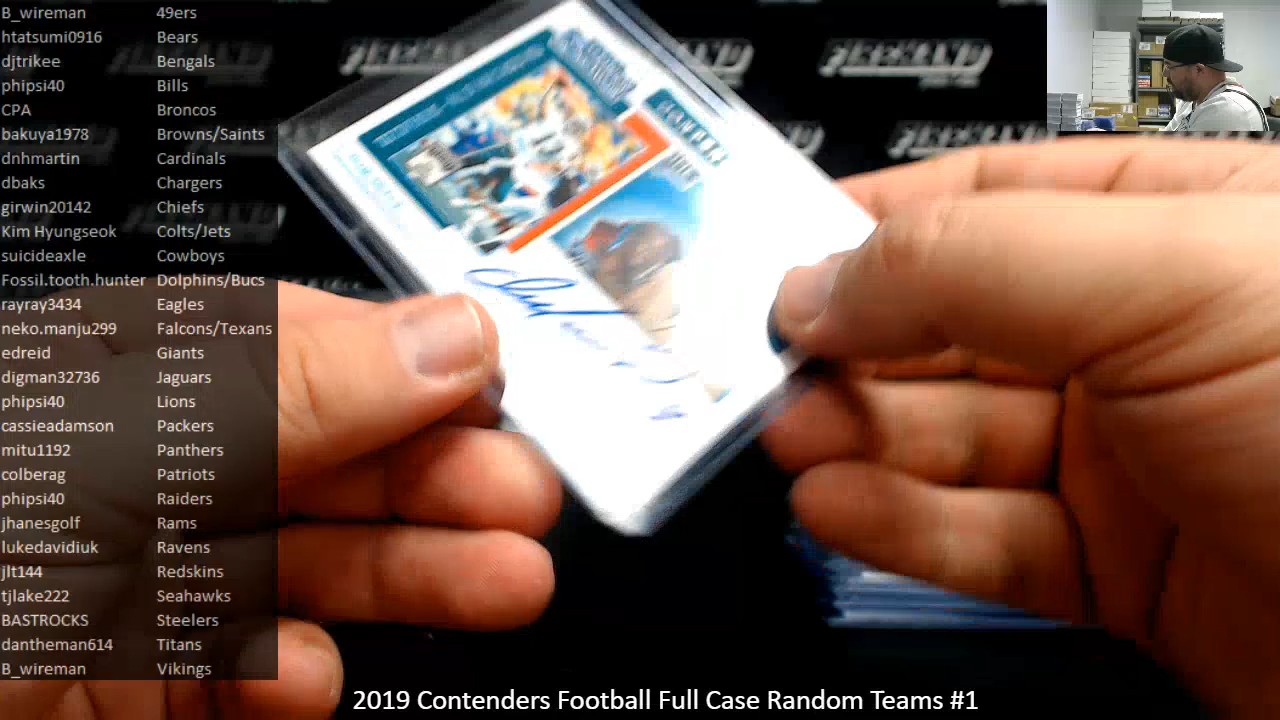 B_wireman 49ers
htatsumi0916 Bears
djtrikee Bengals
phipsi40 Bills
CPA Broncos
bakuya1978 Browns/Saints
dnhmartin Cardinals
dbaks Chargers
girwin20142 Chiefs
Kim Hyungseok Colts/Jets
suicideaxle Cowboys
Fossil.tooth.hunter Dolphins/Bucs
rayray3434 Eagles
neko.manju299 Falcons/Texans
edreid Giants
digman32736 Jaguars
phipsi40 Lions
cassieadamson Packers
mitu1192 Panthers
colberag Patriots
phipsi40 Raiders
jhanesgolf Rams
lukedavidiuk Ravens
jlt144 Redskins
tjlake222 Seahawks
BASTROCKS Steelers
dantheman614 Titans
B_wireman Vikings
2019 Contenders Football Full Case Random Teams #1